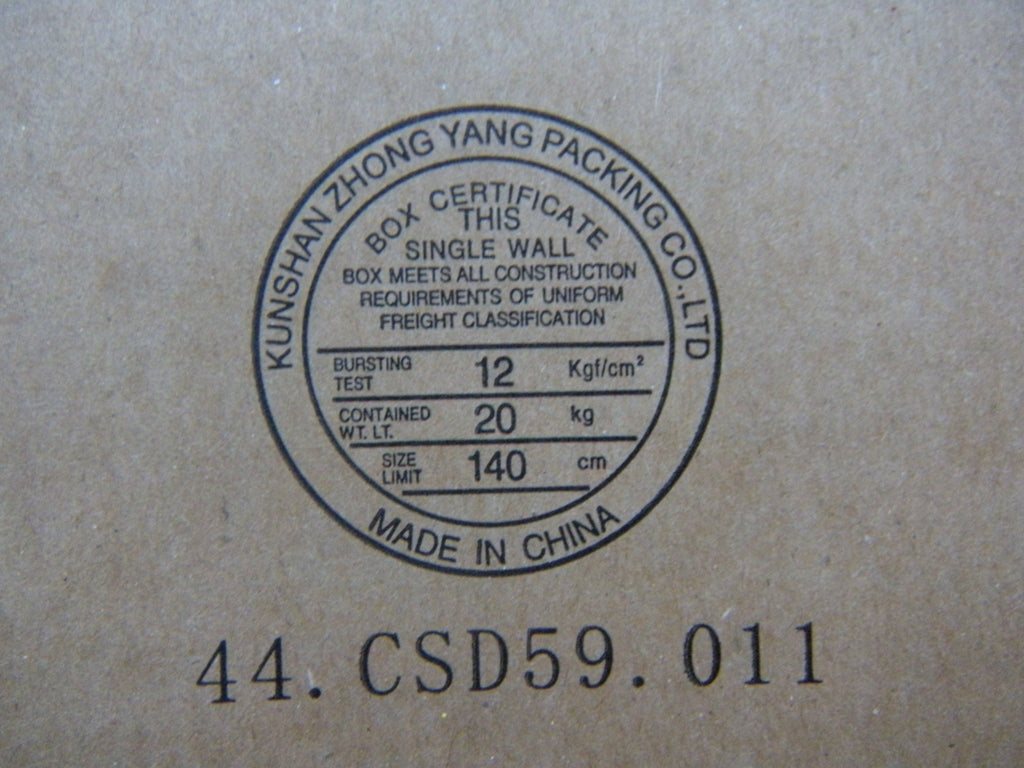 KUNSHAN ZHONG YANG PACKING CO.,LTD
BOX CERTIFICATE
THIS
SINGLE WALL
BOX MEETS ALL CONSTRUCTION
REQUIREMENTS OF UNIFORM
FREIGHT CLASSIFICATION
BURSTING TEST 12 Kgf/cm²
CONTAINED WT. LT. 20 kg
SIZE LIMIT 140 cm
MADE IN CHINA
44.CSD59.011